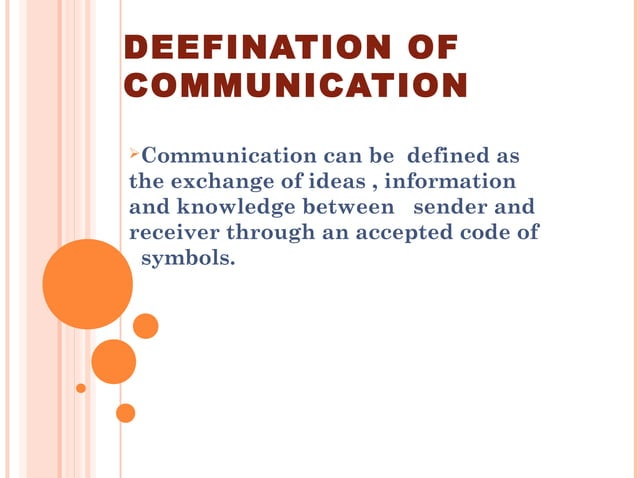 DEEFINATION OF
COMMUNICATION
➢Communication can be  defined as
the exchange of ideas , information
and knowledge between   sender and
receiver through an accepted code of
symbols.